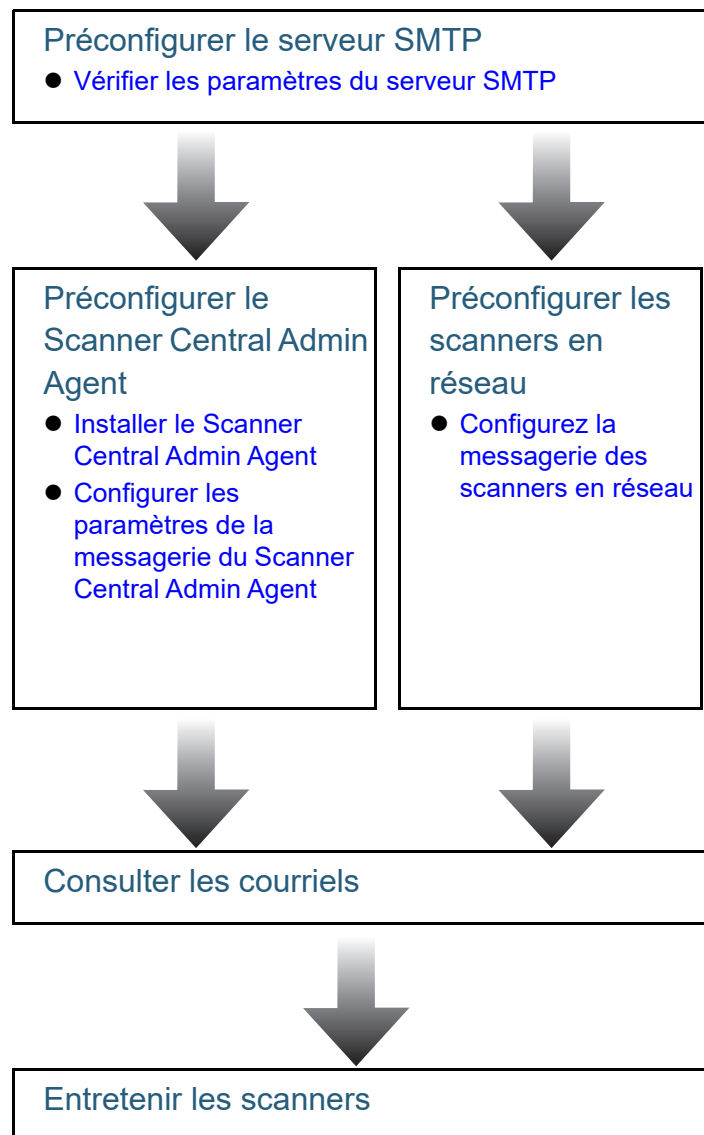 Préconfigurer le serveur SMTP
● Vérifier les paramètres du serveur SMTP
Préconfigurer le
Scanner Central Admin
Agent
● Installer le Scanner
Central Admin Agent
● Configurer les
paramètres de la
messagerie du Scanner
Central Admin Agent
Préconfigurer les
scanners en
réseau
● Configurez la
messagerie des
scanners en réseau
Consulter les courriels
Entretenir les scanners